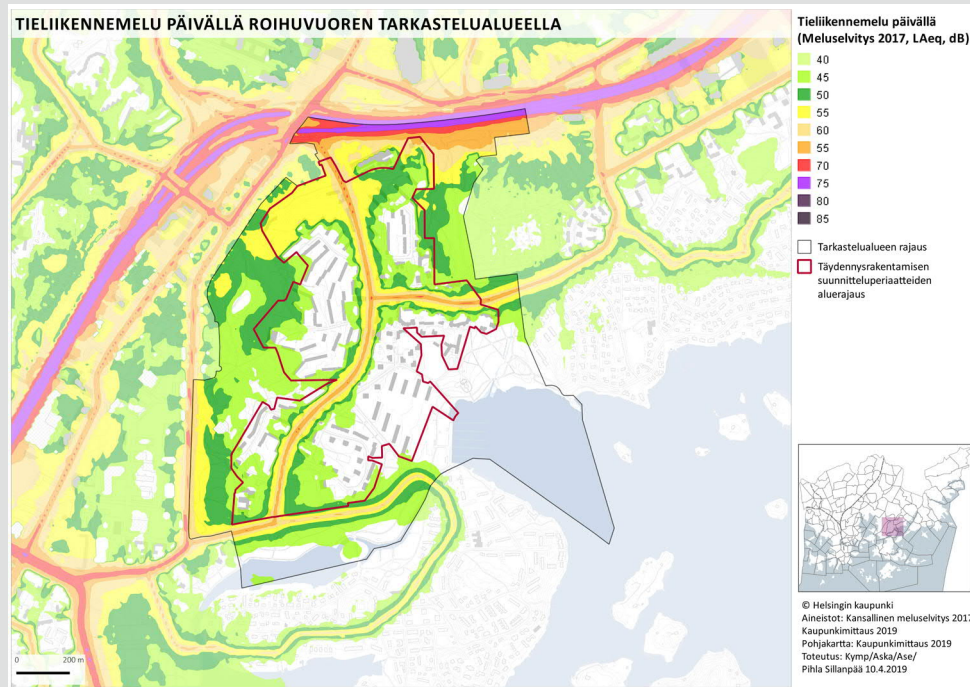 TIELIIKENNEMELU PÄIVÄLLÄ ROIHUVUOREN TARKASTELUALUEELLA
Tieliikennemelu päivällä
(Meluselvitys 2017, LAeq, dB)
40
45
50
55
60
55
70
75
80
85
Tarkastelualueen rajaus
Täydennysrakentamisen
suunnitteluperiaatteiden
aluerajaus
0 200 m
© Helsingin kaupunki
Aineistot: Kansallinen meluselvitys 2017
Kaupunkimittaus 2019
Pohjakartta: Kaupunkimittaus 2019
Toteutus: Kymp/Aska/Ase/
Pihla Sillanpää 10.4.2019